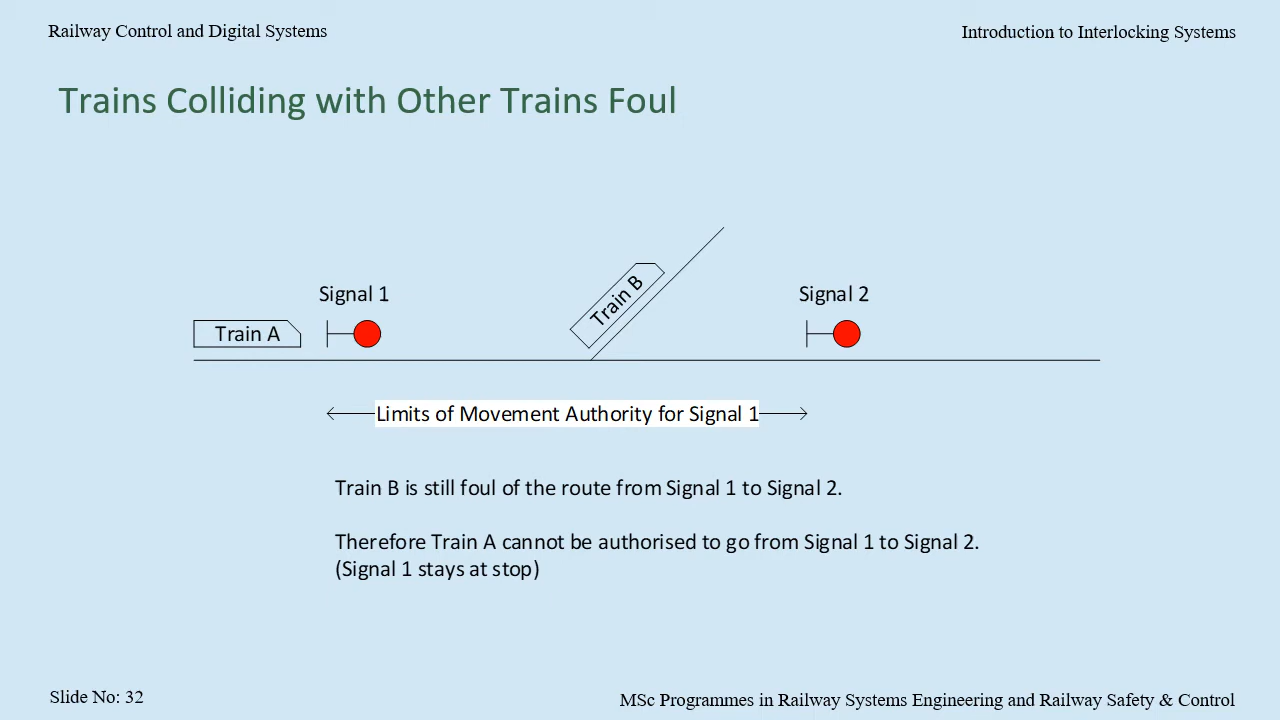 Railway Control and Digital Systems
Introduction to Interlocking Systems
Trains Colliding with Other Trains Foul
Signal 1
Train B
Signal 2
Train A
Limits of Movement Authority for Signal 1
Train B is still foul of the route from Signal 1 to Signal 2.
Therefore Train A cannot be authorised to go from Signal 1 to Signal 2.
(Signal 1 stays at stop)
Slide No: 32
MSc Programmes in Railway Systems Engineering and Railway Safety & Control